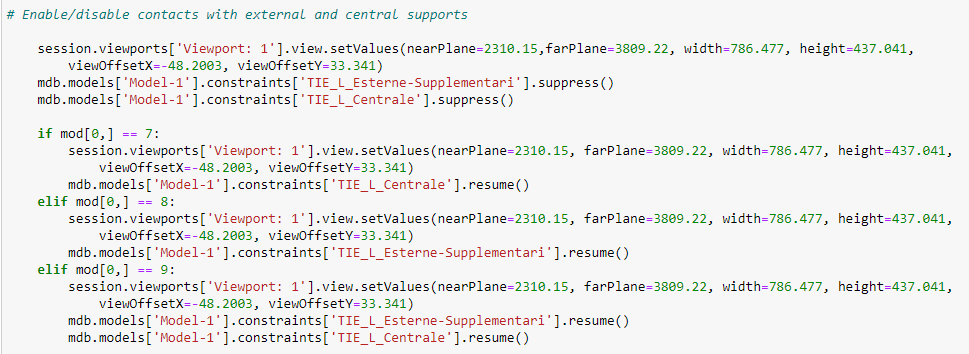 # Enable/disable contacts with external and central supports
session.viewports['Viewport: 1'].view.setValues(nearPlane=2310.15,farPlane=3809.22, width=786.477, height=437.041,
viewOffsetX=-48.2003, viewOffsetY=33.341)
mdb.models['Model-1'].constraints['TIE_L_Esterne-Supplementari'].suppress()
mdb.models['Model-1'].constraints['TIE_L_Centrale'].suppress()
if mod[0,] == 7:
session.viewports['Viewport: 1'].view.setValues(nearPlane=2310.15, farPlane=3809.22, width=786.477, height=437.041,
viewOffsetX=-48.2003, viewOffsetY=33.341)
mdb.models['Model-1'].constraints['TIE_L_Centrale'].resume()
elif mod[0,] == 8:
session.viewports['Viewport: 1'].view.setValues(nearPlane=2310.15, farPlane=3809.22, width=786.477, height=437.041,
viewOffsetX=-48.2003, viewOffsetY=33.341)
mdb.models['Model-1'].constraints['TIE_L_Esterne-Supplementari'].resume()
elif mod[0,] == 9:
session.viewports['Viewport: 1'].view.setValues(nearPlane=2310.15, farPlane=3809.22, width=786.477, height=437.041,
viewOffsetX=-48.2003, viewOffsetY=33.341)
mdb.models['Model-1'].constraints['TIE_L_Esterne-Supplementari'].resume()
mdb.models['Model-1'].constraints['TIE_L_Centrale'].resume()